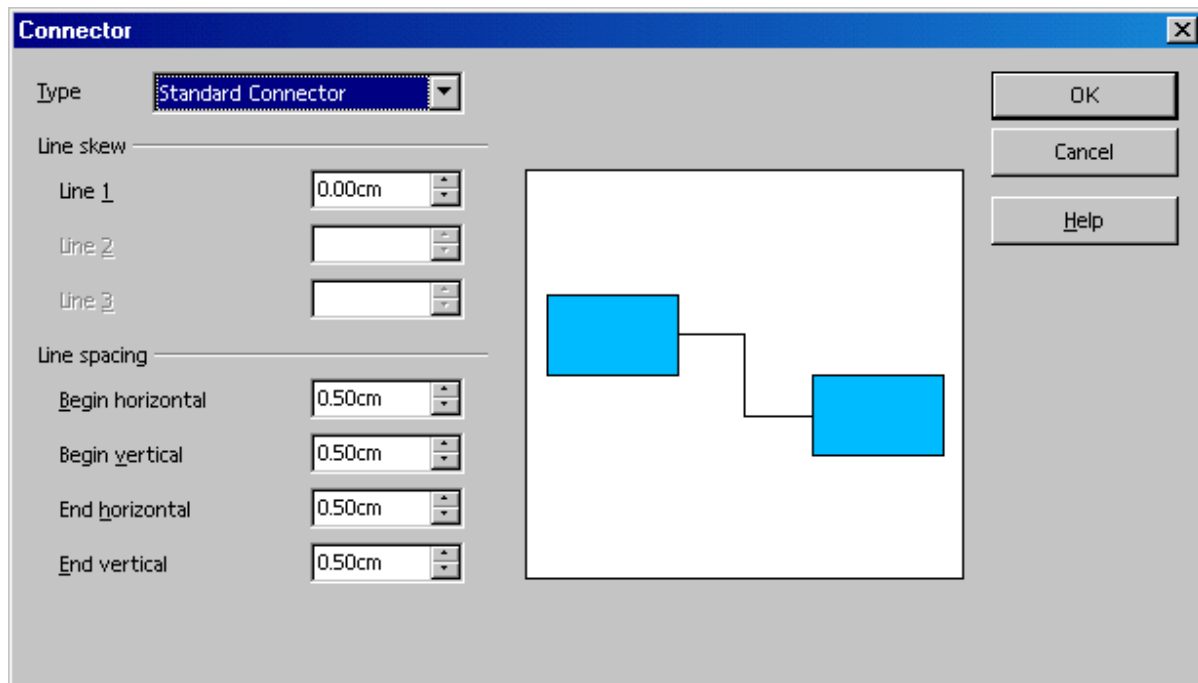 Connector
Type Standard Connector
OK
Cancel
Help
Line skew
Line 1 0.00cm
Line 2
Line 3
Line spacing
Begin horizontal 0.50cm
Begin vertical 0.50cm
End horizontal 0.50cm
End vertical 0.50cm